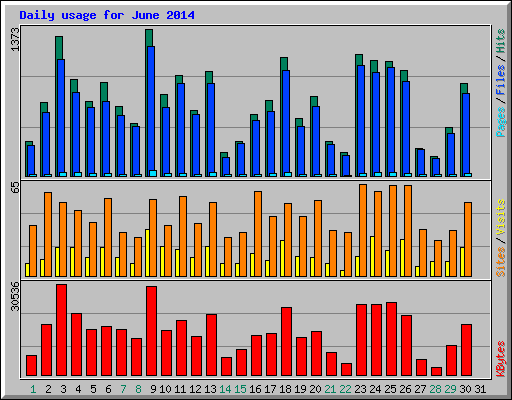 Daily usage for June 2014
1373
Pages / Files / Hits
65
Sites / Visits
30536
KBytes
1 2 3 4 5 6 7 8 9 10 11 12 13 14 15 16 17 18 19 20 21 22 23 24 25 26 27 28 29 30 31